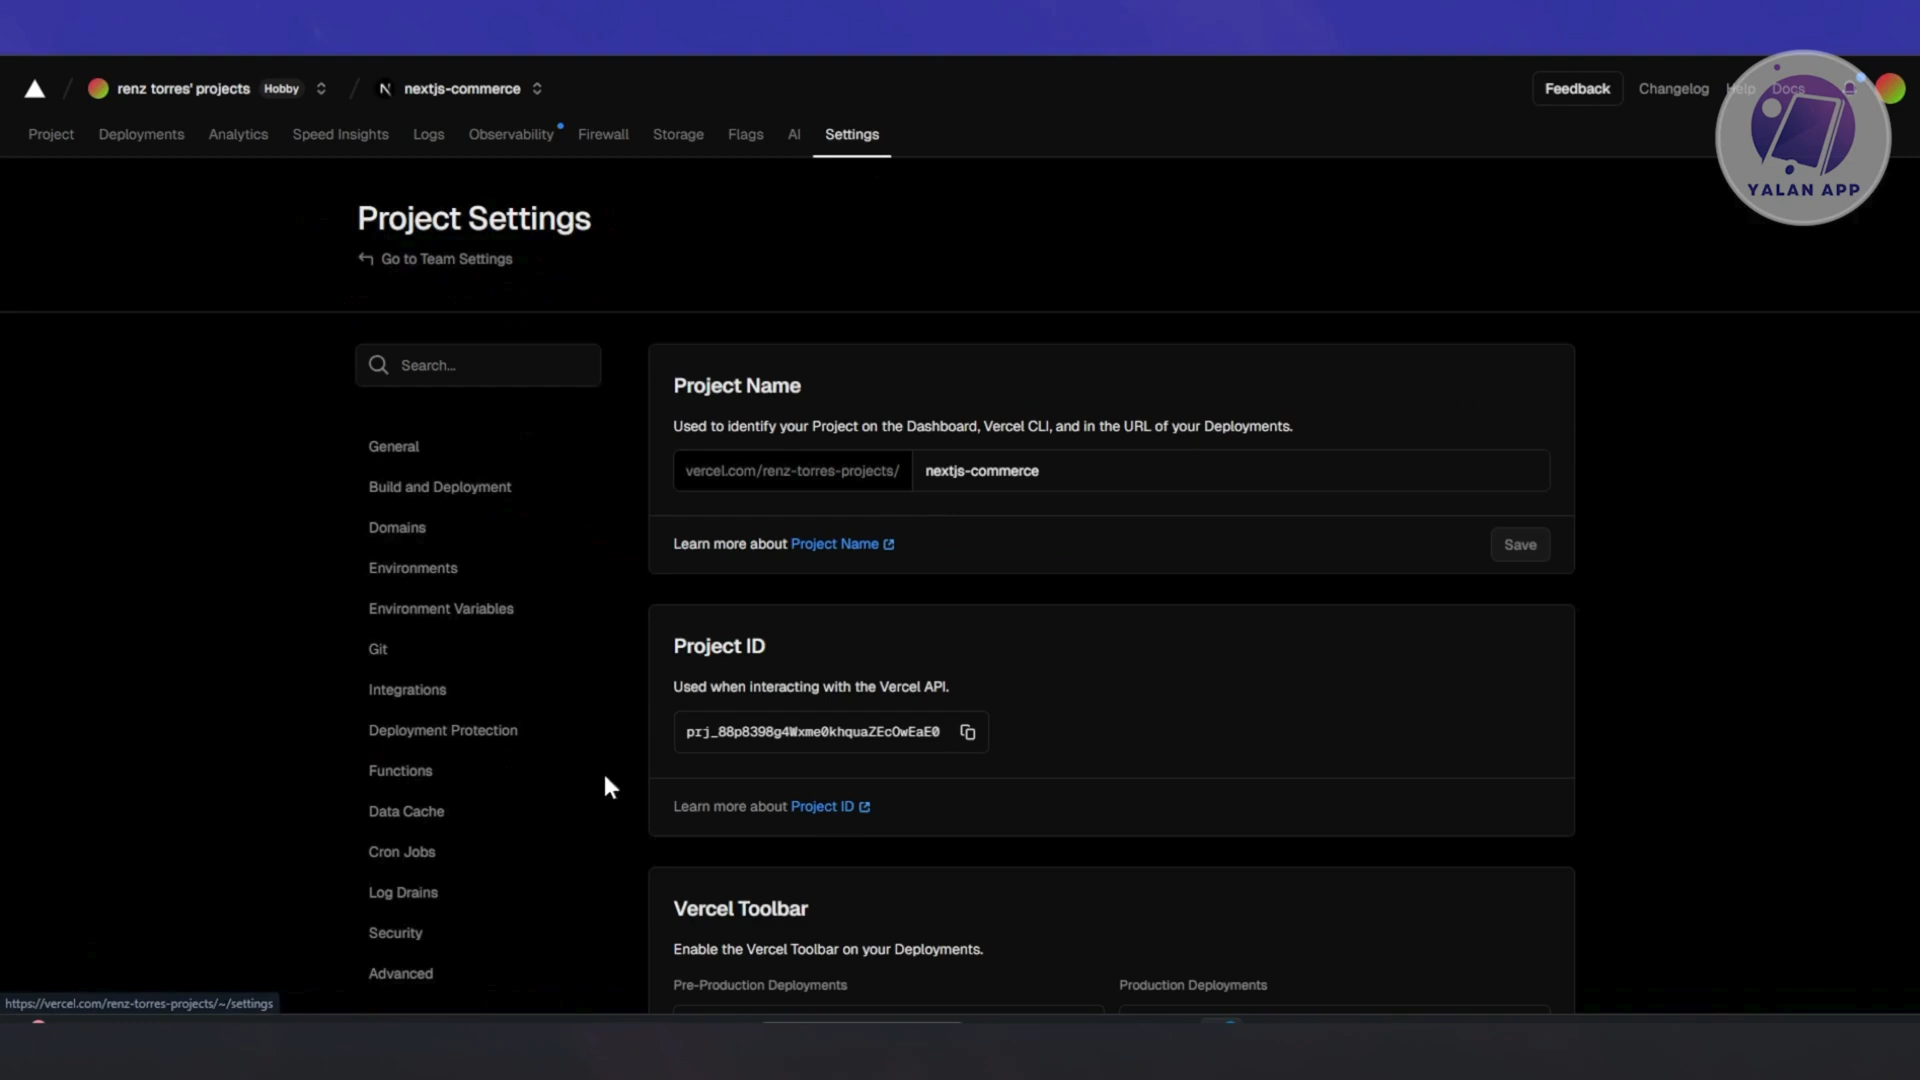 renz torres' projects Hobby nextjs-commerce Feedback Changelog Help Docs
Project Deployments Analytics Speed Insights Logs Observability Firewall Storage Flags AI Settings
YALAN APP
Project Settings
Go to Team Settings
Search...
General
Build and Deployment
Domains
Environments
Environment Variables
Git
Integrations
Deployment Protection
Functions
Data Cache
Cron Jobs
Log Drains
Security
Advanced
Project Name
Used to identify your Project on the Dashboard, Vercel CLI, and in the URL of your Deployments.
vercel.com/renz-torres-projects/ nextjs-commerce
Learn more about Project Name Save
Project ID
Used when interacting with the Vercel API.
prj_88p8398g4Wxme0khquaZEcOwEaE0
Learn more about Project ID
Vercel Toolbar
Enable the Vercel Toolbar on your Deployments.
Pre-Production Deployments Production Deployments
https://vercel.com/renz-torres-projects/~/settings